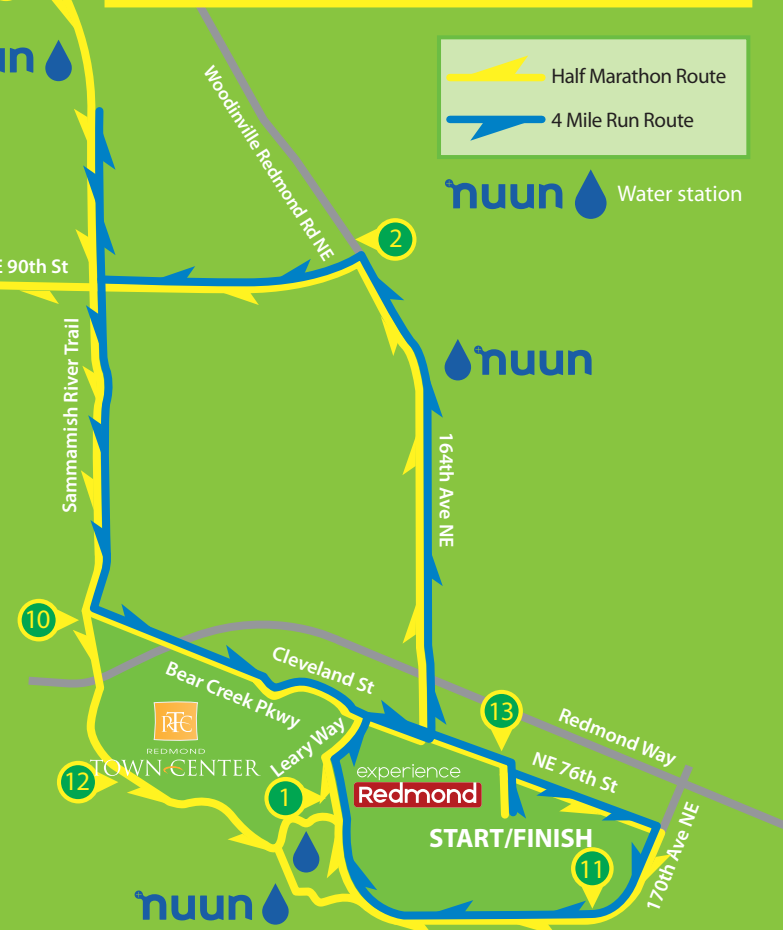 Half Marathon Route
4 Mile Run Route
nuun Water station
Woodinville Redmond Rd NE
2
90th St
nuun
Sammamish River Trail
164th Ave NE
10
Cleveland St
Bear Creek Pkwy
RTC
REDMOND
TOWN CENTER
Leary Way
13
Redmond Way
NE 76th St
12
1
experience
Redmond
START/FINISH
170th Ave NE
11
nuun